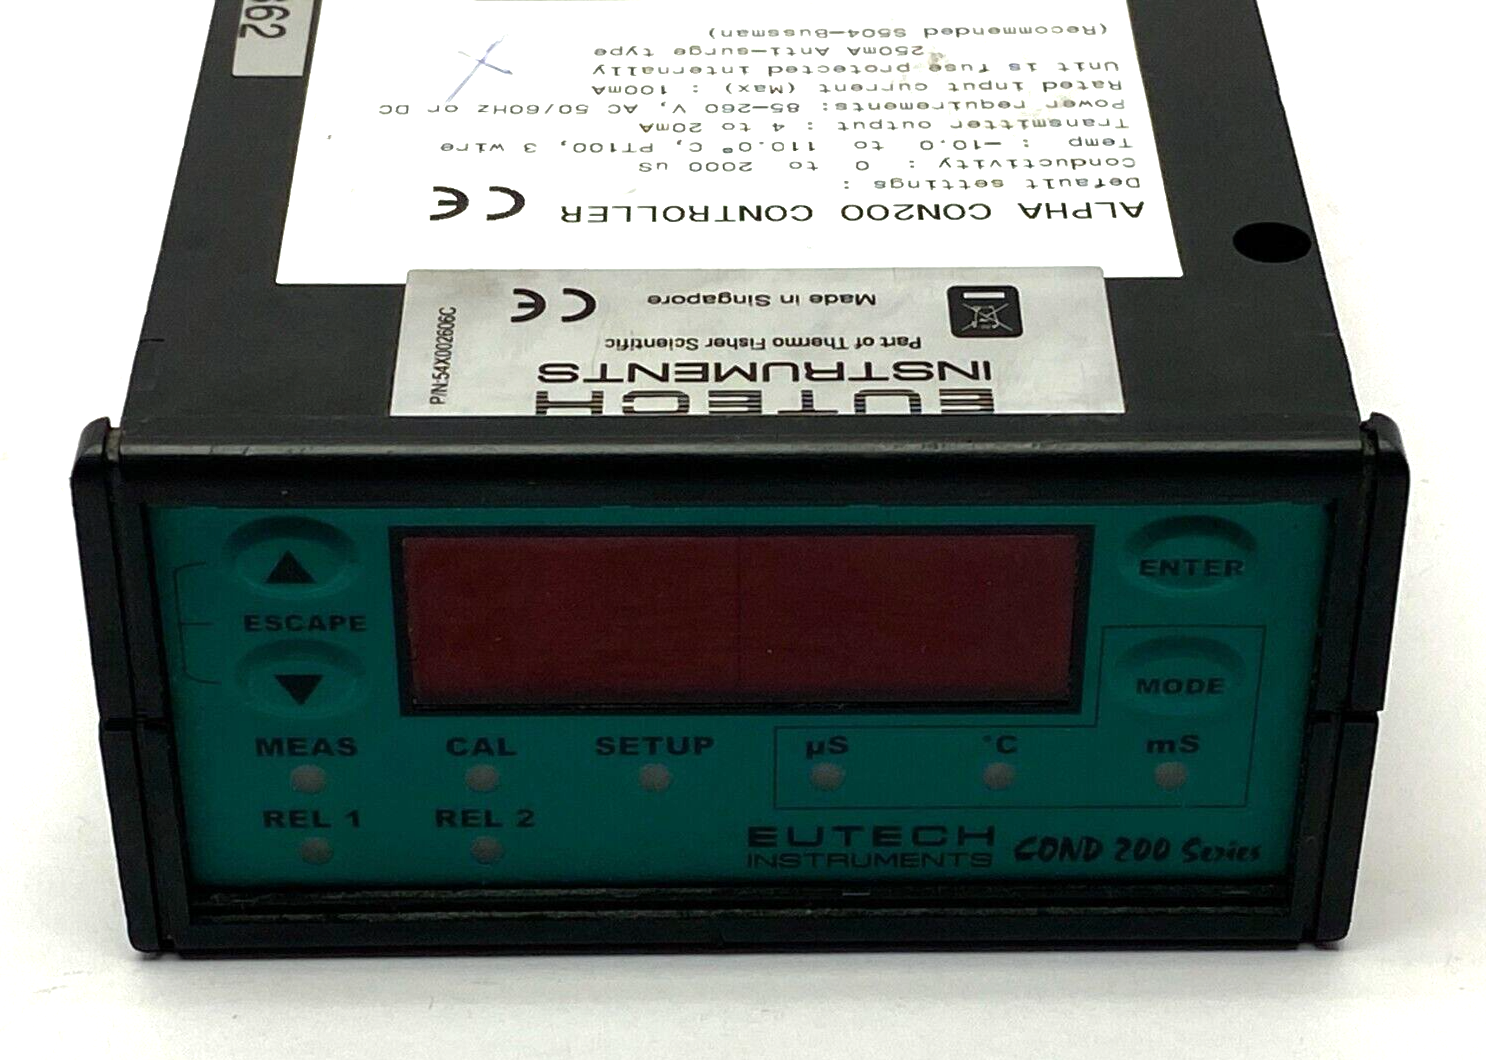 ALPHA CON200 CONTROLLER CE
Default settings :
Conductivity : 0 to 2000 uS
Temp : -10.0 to 110.0° C, PT100, 3 wire
Transmitter output : 4 to 20mA
Power requirements: 85-260 V, AC 50/60Hz or DC
Rated input current (Max) : 100mA
Unit is fuse protected internally
250mA Anti-surge type
(Recommended S504-Bussman)
362
EUTECH
INSTRUMENTS
Part of Thermo Fisher Scientific
Made in Singapore
CE
P/N:54X002606C
ESCAPE
ENTER
MODE
MEAS CAL SETUP µS °C mS
REL 1 REL 2
EUTECH
INSTRUMENTS
COND 200 Series